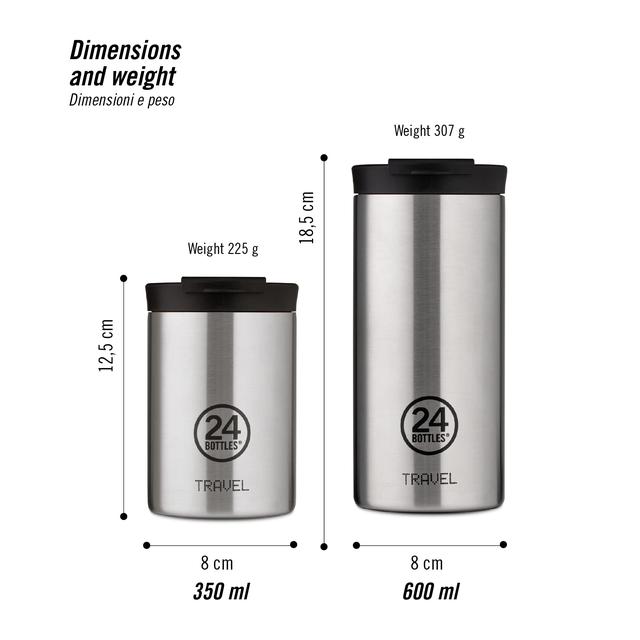 Dimensions
and weight
Dimensioni e peso
Weight 307 g
18,5 cm
Weight 225 g
12,5 cm
24
BOTTLES®
TRAVEL
24
BOTTLES®
TRAVEL
8 cm
350 ml
8 cm
600 ml